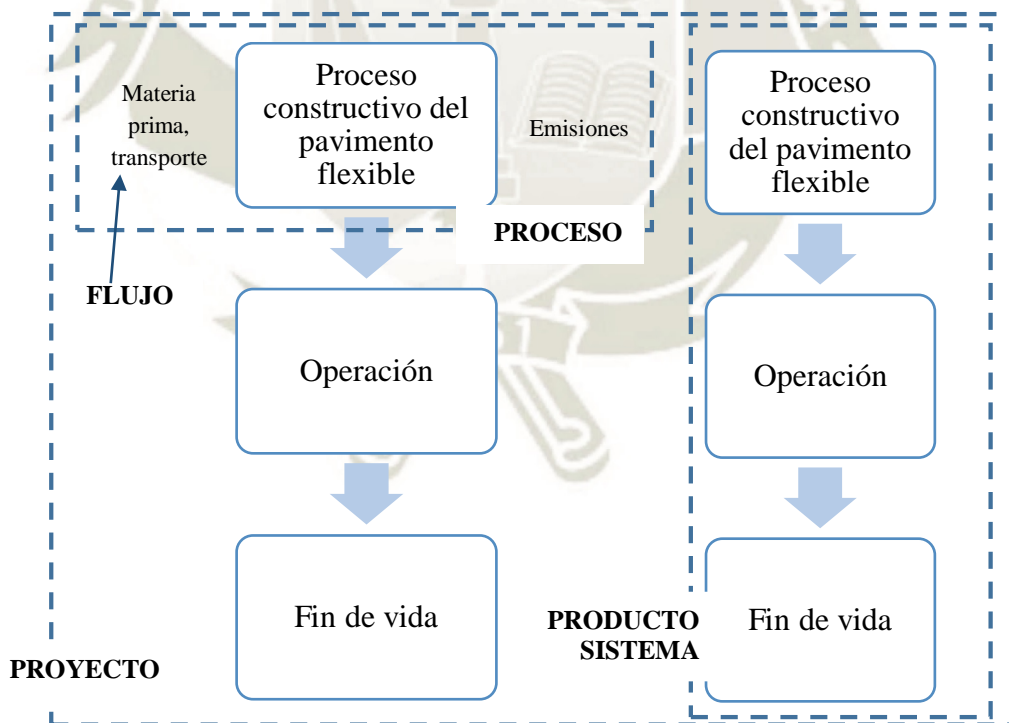 Materia
prima,
transporte
Proceso
constructivo del
pavimento
flexible
Emisiones
PROCESO
FLUJO
Operación
Fin de vida
PROYECTO
Proceso
constructivo
del pavimento
flexible
Operación
Fin de vida
PRODUCTO
SISTEMA